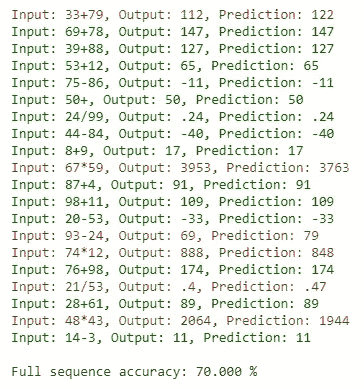 Input: 33+79, Output: 112, Prediction: 122
Input: 69+78, Output: 147, Prediction: 147
Input: 39+88, Output: 127, Prediction: 127
Input: 53+12, Output: 65, Prediction: 65
Input: 75-86, Output: -11, Prediction: -11
Input: 50+, Output: 50, Prediction: 50
Input: 24/99, Output: .24, Prediction: .24
Input: 44-84, Output: -40, Prediction: -40
Input: 8+9, Output: 17, Prediction: 17
Input: 67*59, Output: 3953, Prediction: 3763
Input: 87+4, Output: 91, Prediction: 91
Input: 98+11, Output: 109, Prediction: 109
Input: 20-53, Output: -33, Prediction: -33
Input: 93-24, Output: 69, Prediction: 79
Input: 74*12, Output: 888, Prediction: 848
Input: 76+98, Output: 174, Prediction: 174
Input: 21/53, Output: .4, Prediction: .47
Input: 28+61, Output: 89, Prediction: 89
Input: 48*43, Output: 2064, Prediction: 1944
Input: 14-3, Output: 11, Prediction: 11
Full sequence accuracy: 70.000 %